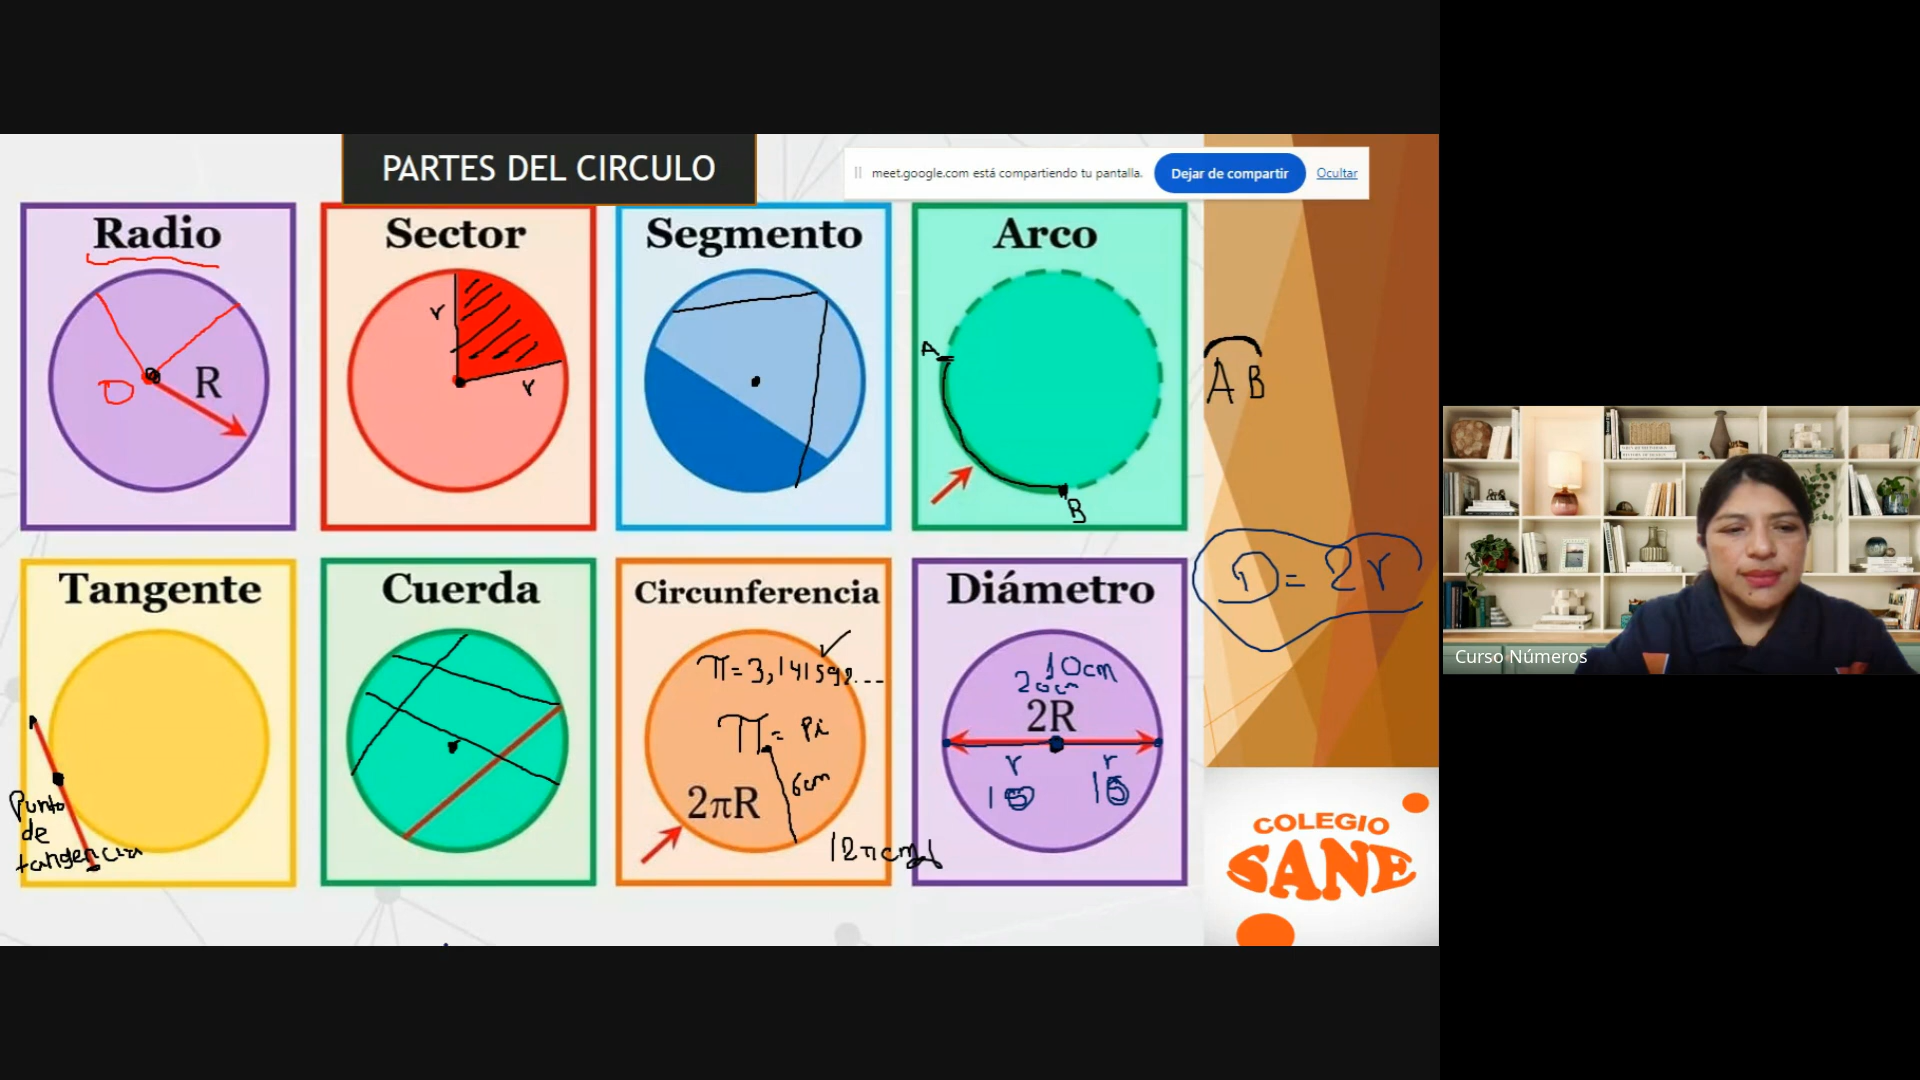 PARTES DEL CIRCULO
meet.google.com está compartiendo tu pantalla.
Dejar de compartir
Ocultar
Radio
R
Sector
r
r
Segmento
Arco
A
B
AB
Tangente
Punto
de
tangencia
Cuerda
Circunferencia
π=3,141592...
π= Pi
6cm
2πR
12πcm
Diámetro
10cm
20cm
2R
r
r
D=2r
COLEGIO
SANE
Curso Números